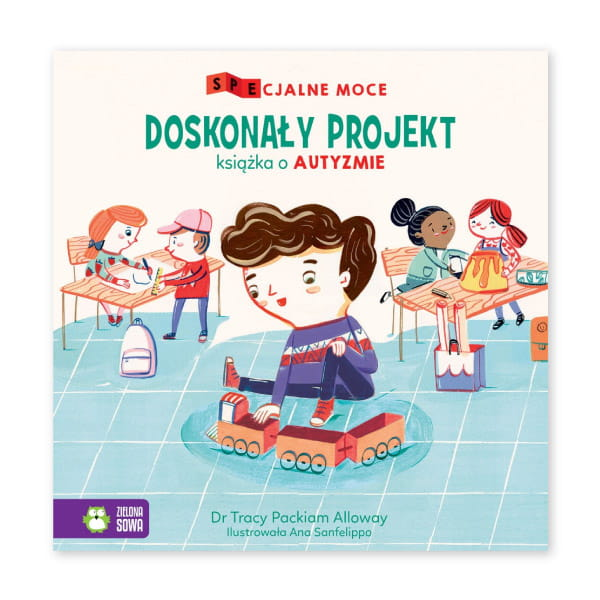 SPECJALNE MOCE
DOSKONAŁY PROJEKT
książka o AUTYZMIE
ZIELONA
SOWA
Dr Tracy Packiam Alloway
Ilustrowała Ana Sanfelippo